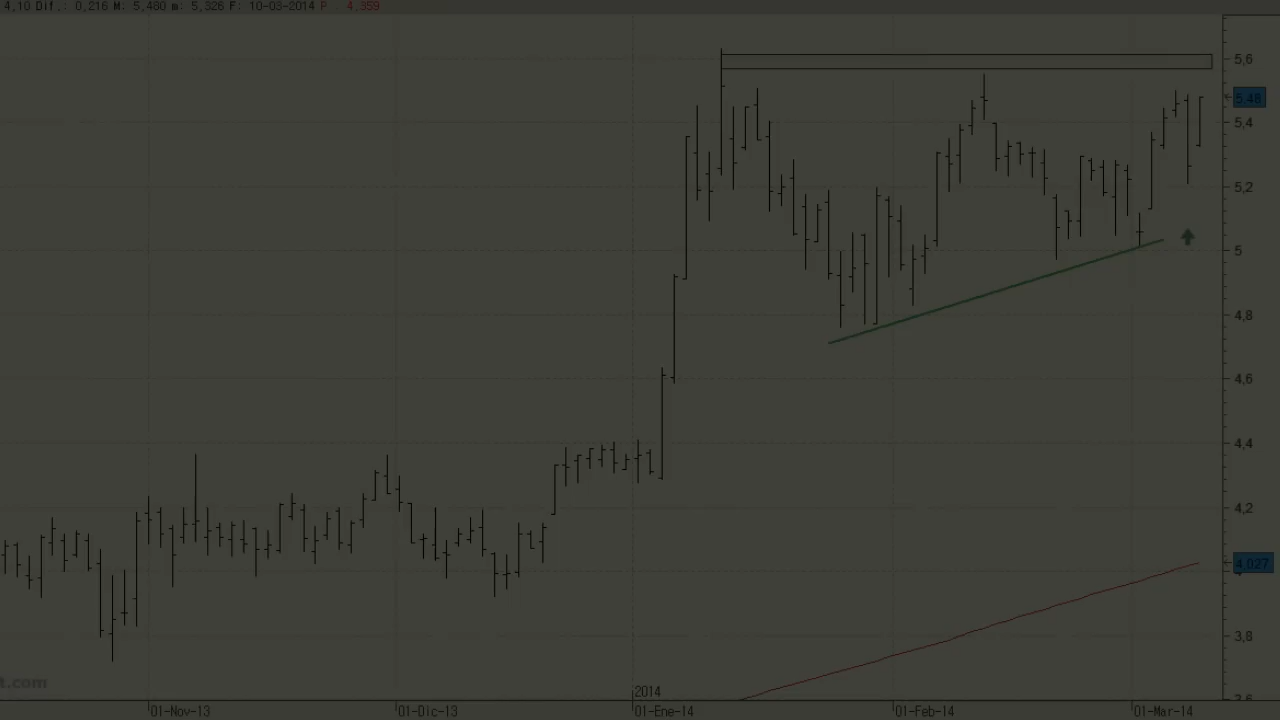 4,10 Dif,: 0,216 M: 5,480 m: 5,326 F: 10-03-2014 P : 4,359
5,6
5,48
5,4
5,2
5
4,8
4,6
4,4
4,2
4,027
3,8
t.com
2014
01-Nov-13
01-Dic-13
01-Ene-14
01-Feb-14
01-Mar-14